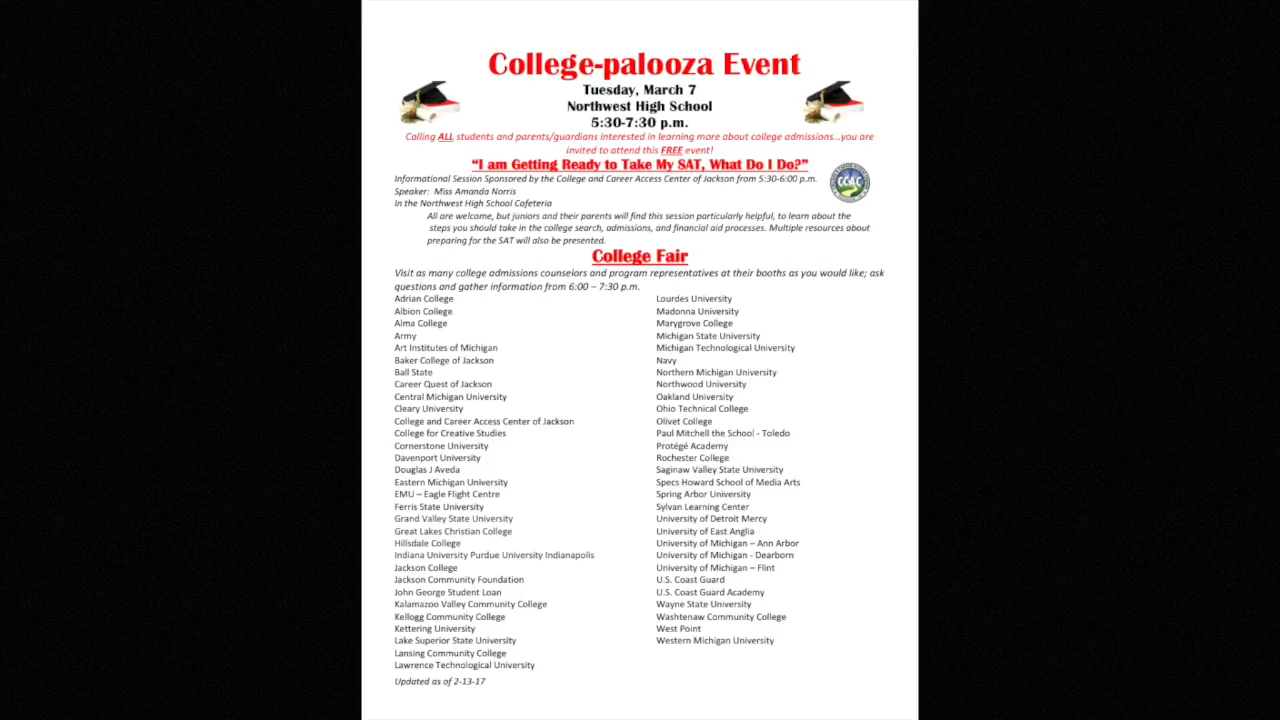 College-palooza Event
Tuesday, March 7
Northwest High School
5:30-7:30 p.m.
Calling ALL students and parents/guardians interested in learning more about college admissions…you are
invited to attend this FREE event!
“I am Getting Ready to Take My SAT, What Do I Do?”
Informational Session Sponsored by the College and Career Access Center of Jackson from 5:30-6:00 p.m.
CCAC
Speaker: Miss Amanda Norris
In the Northwest High School Cafeteria
All are welcome, but juniors and their parents will find this session particularly helpful, to learn about the
steps you should take in the college search, admissions, and financial aid processes. Multiple resources about
preparing for the SAT will also be presented.
College Fair
Visit as many college admissions counselors and program representatives at their booths as you would like; ask
questions and gather information from 6:00 – 7:30 p.m.
Adrian College
Albion College
Alma College
Army
Art Institutes of Michigan
Baker College of Jackson
Ball State
Career Quest of Jackson
Central Michigan University
Cleary University
College and Career Access Center of Jackson
College for Creative Studies
Cornerstone University
Davenport University
Douglas J Aveda
Eastern Michigan University
EMU – Eagle Flight Centre
Ferris State University
Grand Valley State University
Great Lakes Christian College
Hillsdale College
Indiana University Purdue University Indianapolis
Jackson College
Jackson Community Foundation
John George Student Loan
Kalamazoo Valley Community College
Kellogg Community College
Kettering University
Lake Superior State University
Lansing Community College
Lawrence Technological University
Lourdes University
Madonna University
Marygrove College
Michigan State University
Michigan Technological University
Navy
Northern Michigan University
Northwood University
Oakland University
Ohio Technical College
Olivet College
Paul Mitchell the School - Toledo
Protégé Academy
Rochester College
Saginaw Valley State University
Specs Howard School of Media Arts
Spring Arbor University
Sylvan Learning Center
University of Detroit Mercy
University of East Anglia
University of Michigan – Ann Arbor
University of Michigan - Dearborn
University of Michigan – Flint
U.S. Coast Guard
U.S. Coast Guard Academy
Wayne State University
Washtenaw Community College
West Point
Western Michigan University
Updated as of 2-13-17